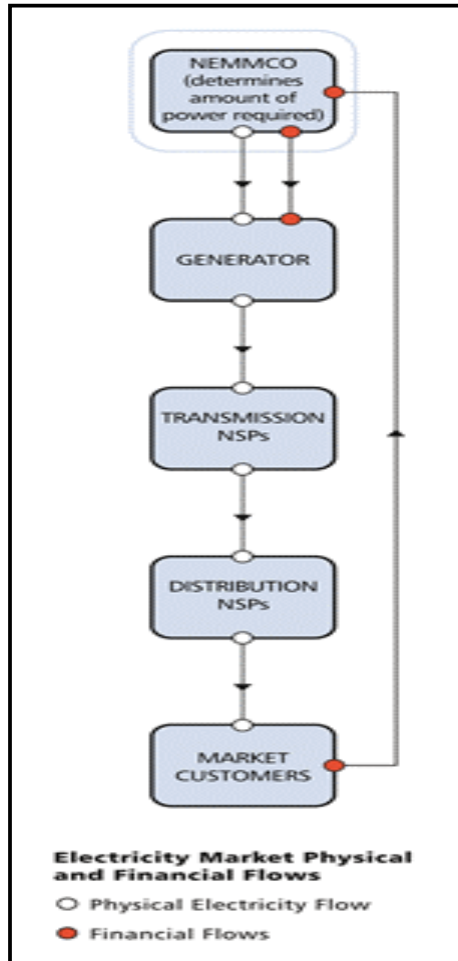 NEMMCO
(determines
amount of
power required)
GENERATOR
TRANSMISSION
NSPs
DISTRIBUTION
NSPs
MARKET
CUSTOMERS
Electricity Market Physical
and Financial Flows
Physical Electricity Flow
Financial Flows